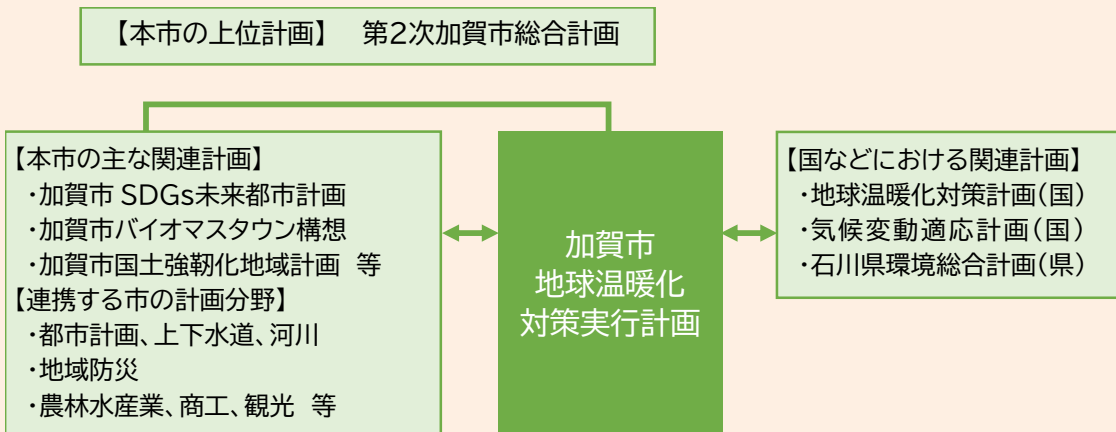 【本市の上位計画】　第2次加賀市総合計画
【本市の主な関連計画】
・加賀市 SDGs未来都市計画
・加賀市バイオマスタウン構想
・加賀市国土強靭化地域計画　等
【連携する市の計画分野】
・都市計画、上下水道、河川
・地域防災
・農林水産業、商工、観光　等
加賀市
地球温暖化
対策実行計画
【国などにおける関連計画】
・地球温暖化対策計画(国)
・気候変動適応計画(国)
・石川県環境総合計画(県)